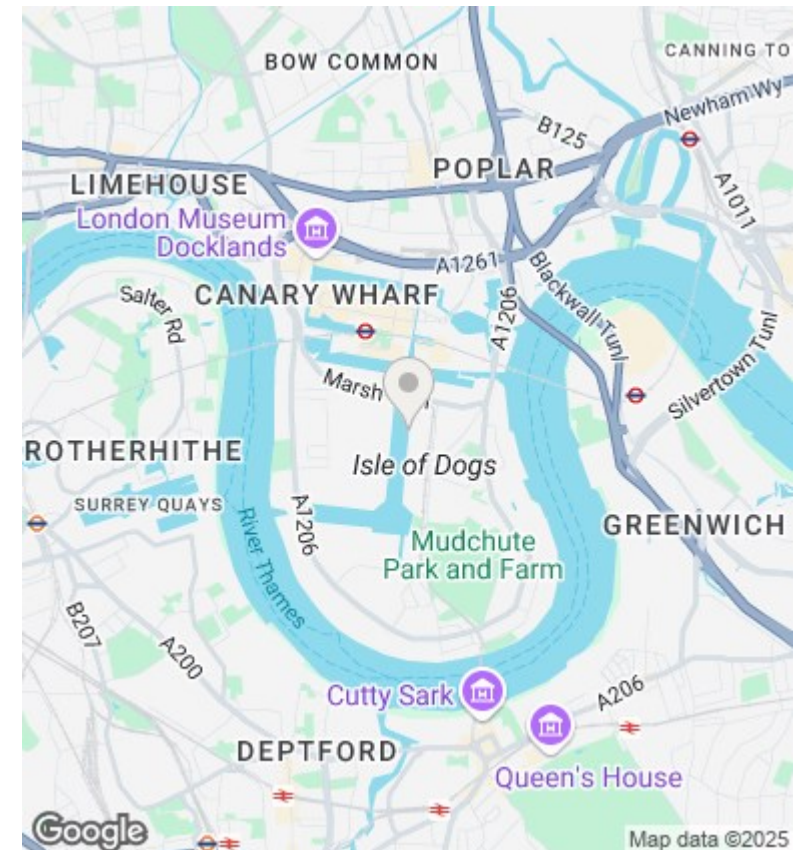 BOW COMMON
CANNING TO
Newham Wy
B125
POPLAR
LIMEHOUSE
A1011
London Museum
Docklands
A1261
Blackwall Tunl
Salter Rd
CANARY WHARF
A1206
Silvertown Tunl
Marsh
ROTHERHITHE
Isle of Dogs
SURREY QUAYS
A1206
GREENWICH
River Thames
Mudchute
Park and Farm
B207
A200
Cutty Sark
A206
DEPTFORD
Queen's House
Google
Map data ©2025